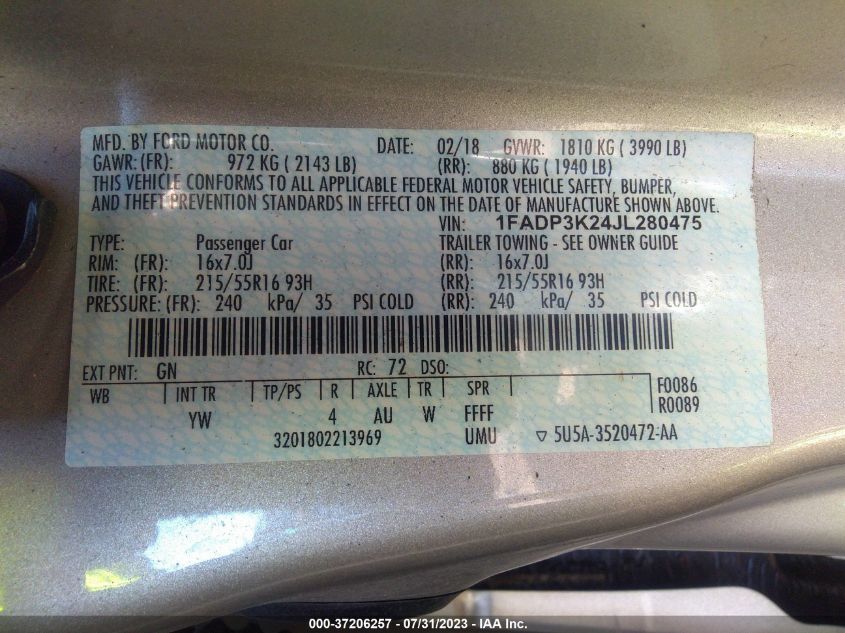 MFD. BY FORD MOTOR CO. DATE: 02/18 GVWR: 1810 KG ( 3990 LB)
GAWR: (FR): 972 KG ( 2143 LB) (RR): 880 KG ( 1940 LB)
THIS VEHICLE CONFORMS TO ALL APPLICABLE FEDERAL MOTOR VEHICLE SAFETY, BUMPER,
AND THEFT PREVENTION STANDARDS IN EFFECT ON THE DATE OF MANUFACTURE SHOWN ABOVE.
VIN: 1FADP3K24JL280475
TYPE: Passenger Car TRAILER TOWING - SEE OWNER GUIDE
RIM: (FR): 16x7.0J (RR): 16x7.0J
TIRE: (FR): 215/55R16 93H (RR): 215/55R16 93H
PRESSURE: (FR): 240 kPa/ 35 PSI COLD (RR): 240 kPa/ 35 PSI COLD
EXT PNT: GN RC: 72 DSO:
WB INT TR TP/PS R AXLE TR SPR F0086
YW 4 AU W FFFF R0089
3201802213969 UMU ▽ 5U5A-3520472-AA
000-37206257 - 07/31/2023 - IAA Inc.